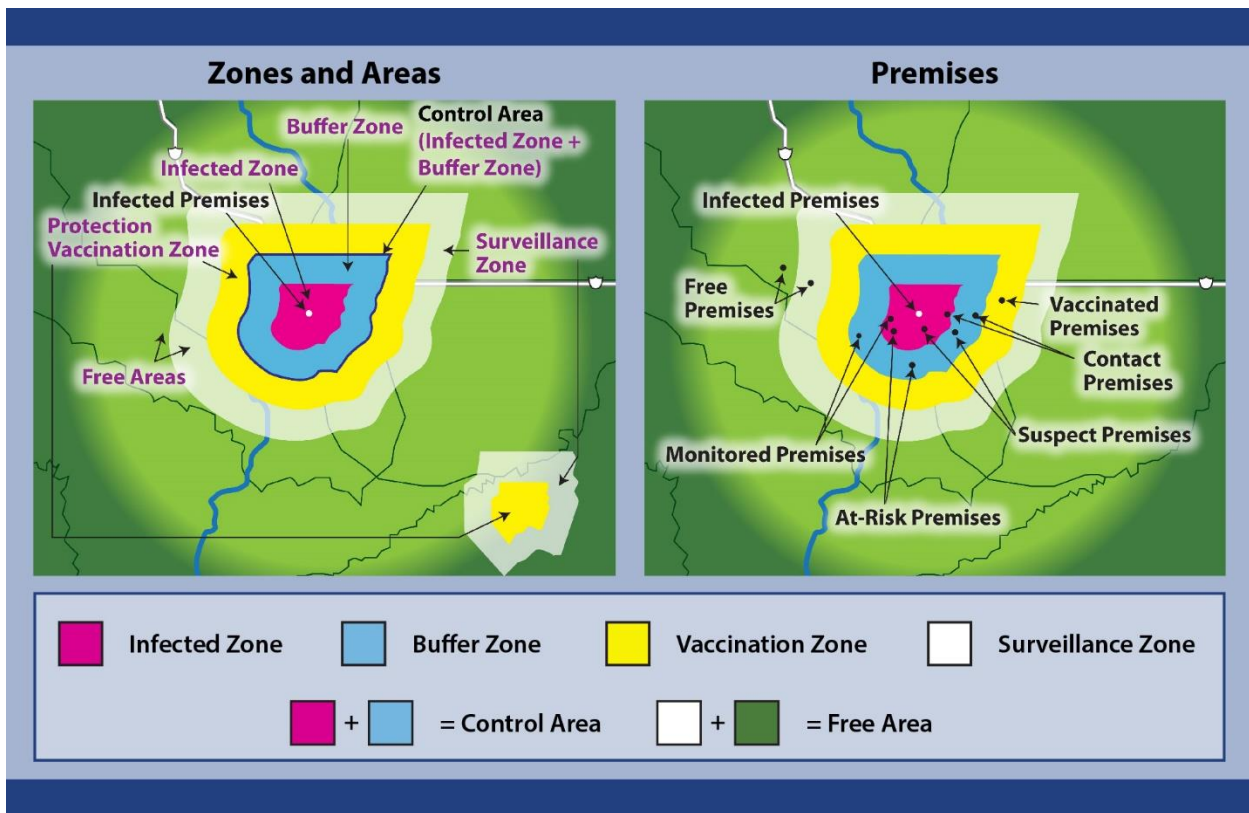 Zones and Areas
Buffer Zone
Control Area
(Infected Zone +
Buffer Zone)
Infected Zone
Infected Premises
Protection
Vaccination Zone
Surveillance
Zone
Free Areas
Premises
Infected Premises
Free
Premises
Vaccinated
Premises
Contact
Premises
Suspect Premises
Monitored Premises
At-Risk Premises
Infected Zone
Buffer Zone
Vaccination Zone
Surveillance Zone
+ = Control Area
+ = Free Area